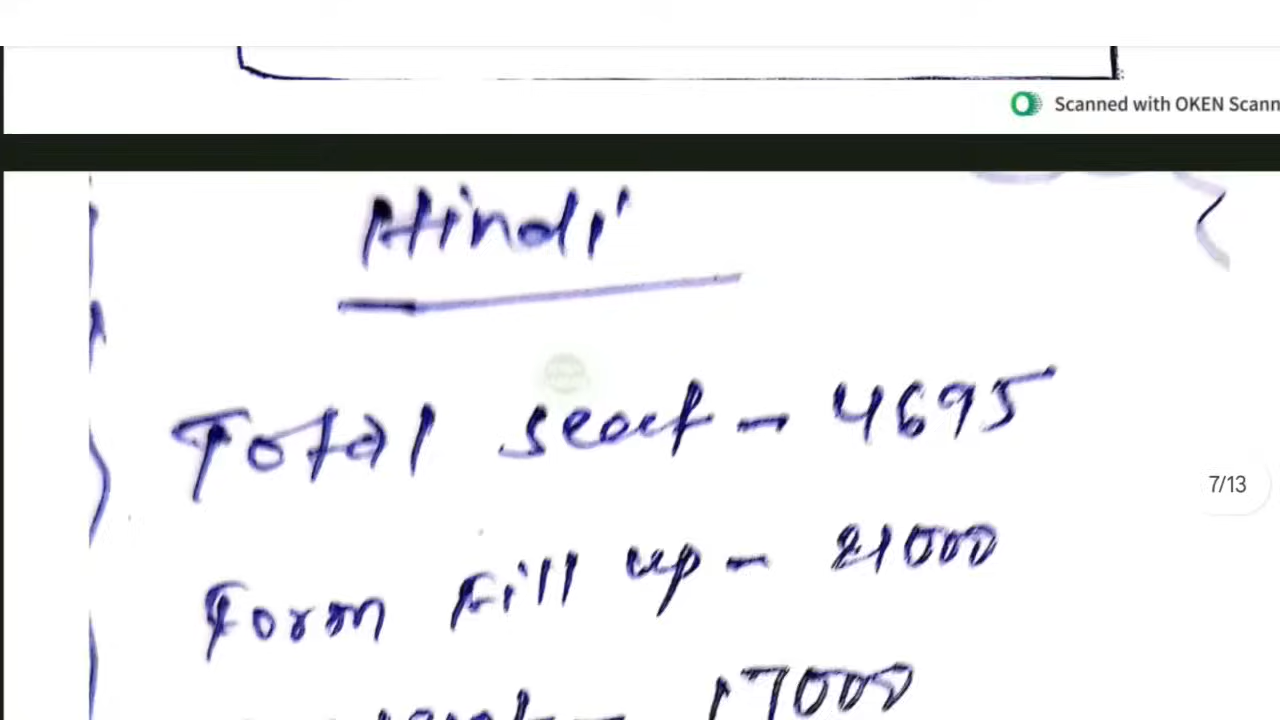 Scanned with OKEN Scann
Hindi
Total seat - 4695
7/13
Form Fill up - 21000
17000